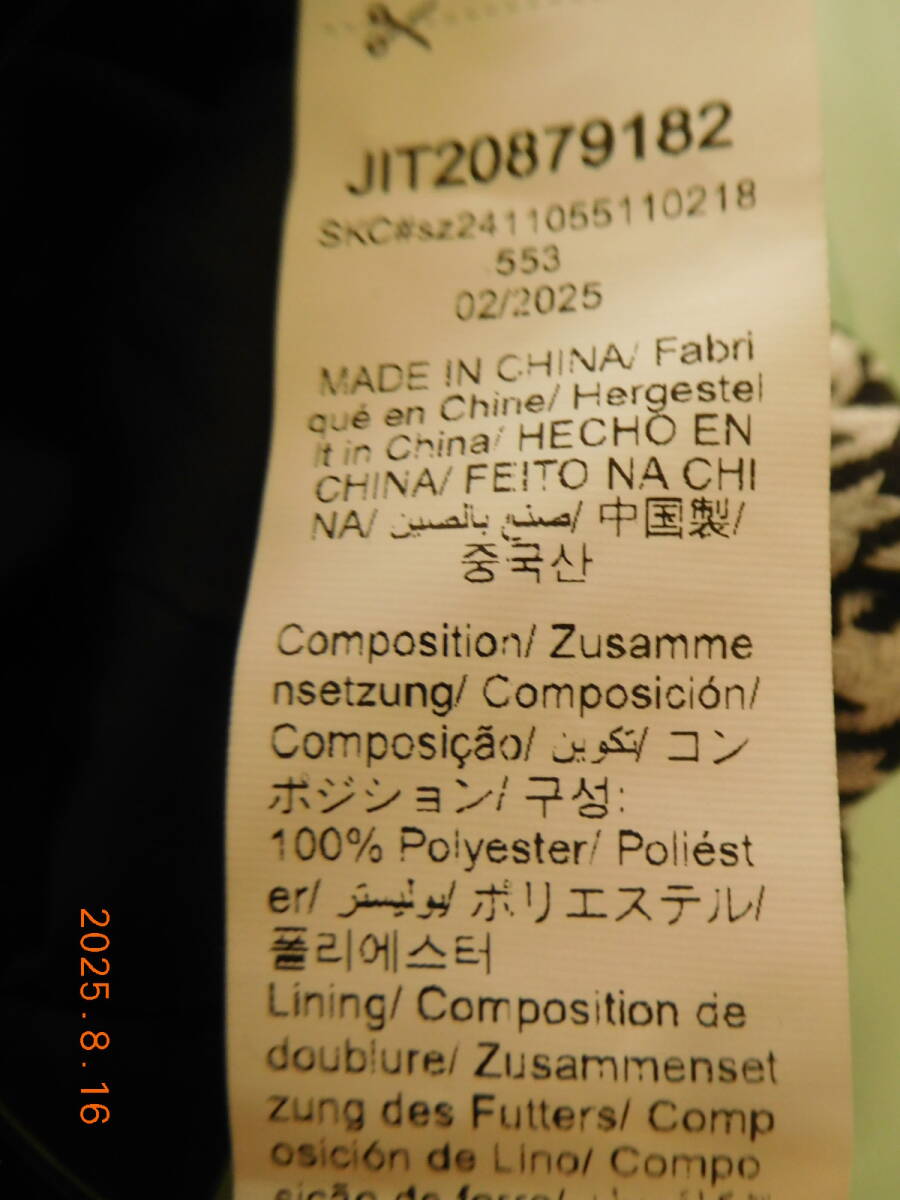 JIT20879182
SKC#sz2411055110218
553
02/2025
MADE IN CHINA/ Fabri
qué en Chine/ Hergestel
lt in China/ HECHO EN
CHINA/ FEITO NA CHI
NA/ صنع بالصين/ 中国製/
중국산
Composition/ Zusamme
nsetzung/ Composición/
Composição/ تكوين/ コン
ポジション/ 구성:
100% Polyester/ Poliést
er/ بوليستر/ ポリエステル/
폴리에스터
Lining/ Composition de
doublure/ Zusammenset
zung des Futters/ Comp
osición de Lino/ Compo
sição de forro/
2025.8.16